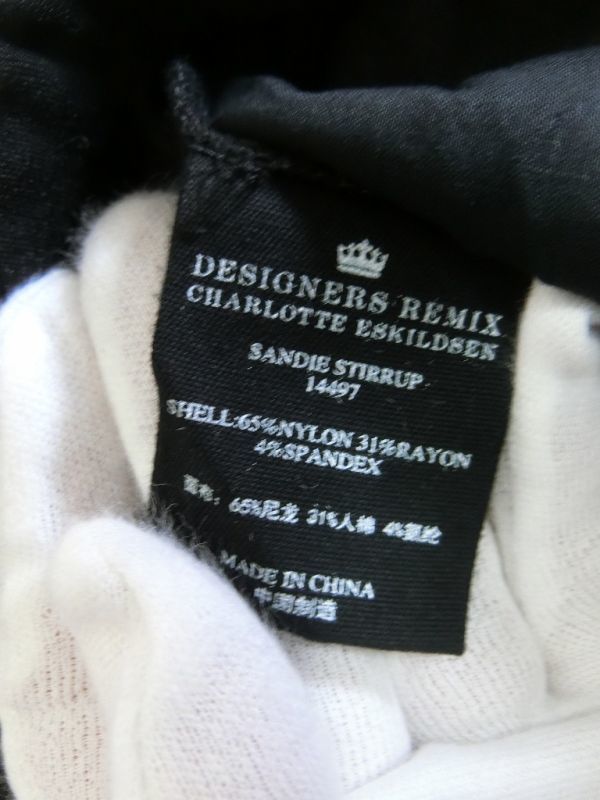 DESIGNERS REMIX
CHARLOTTE ESKILDSEN
SANDIE STIRRUP
14497
SHELL:65%NYLON 31%RAYON
4%SPANDEX
面布：65%尼龙 31%人棉 4%氨纶
MADE IN CHINA
中国制造